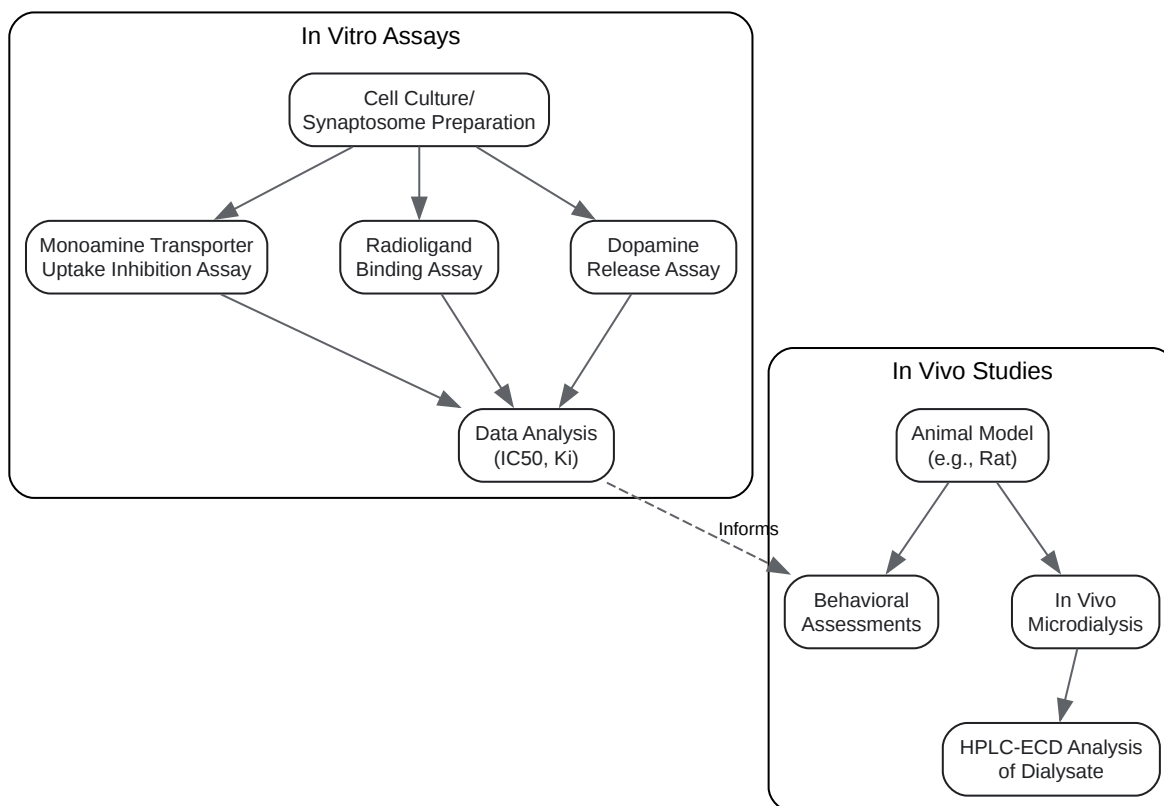 In Vitro Assays
Cell Culture/
Synaptosome Preparation
Monoamine Transporter
Uptake Inhibition Assay
Radioligand
Binding Assay
Dopamine
Release Assay
Data Analysis
(IC50, Ki)
Informs
In Vivo Studies
Animal Model
(e.g., Rat)
Behavioral
Assessments
In Vivo
Microdialysis
HPLC-ECD Analysis
of Dialysate